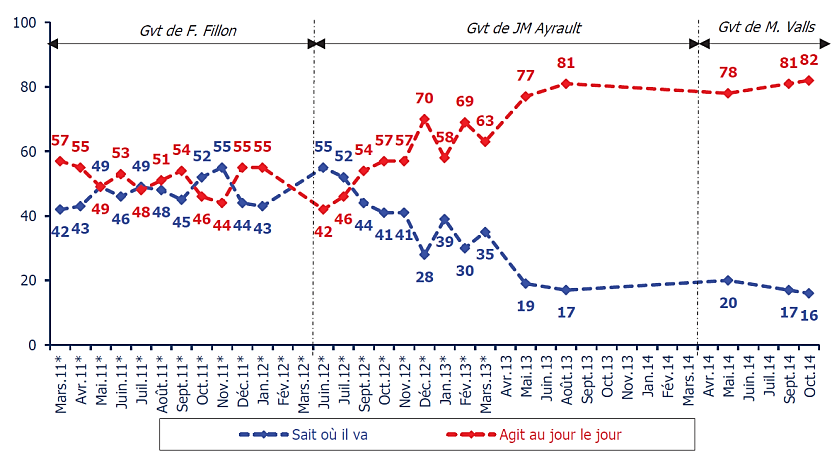 100
80
60
40
20
0
Gvt de F. Fillon
Gvt de JM Ayrault
Gvt de M. Valls
57 55 49 53 48 51 54 46 44 55 55 42 46 54 57 57 70 58 69 63 77 81 78 81 82
42 43 49 46 49 48 45 52 55 44 43 55 52 44 41 41 28 39 30 35 19 17 20 17 16
Mars.11*
Avr.11*
Mai.11*
Juin.11*
Juil.11*
Août.11*
Sept.11*
Oct.11*
Nov.11*
Déc.11*
Jan.12*
Fév.12*
Mars.12*
Juin.12*
Juil.12*
Sept.12*
Oct.12*
Nov.12*
Déc.12*
Jan.13*
Fév.13*
Mars.13*
Avr.13
Mai.13
Juin.13
Août.13
Sept.13
Oct.13
Nov.13
Jan.14
Fév.14
Mars.14
Avr.14
Mai.14
Juin.14
Juil.14
Sept.14
Oct.14
Sait où il va
Agit au jour le jour